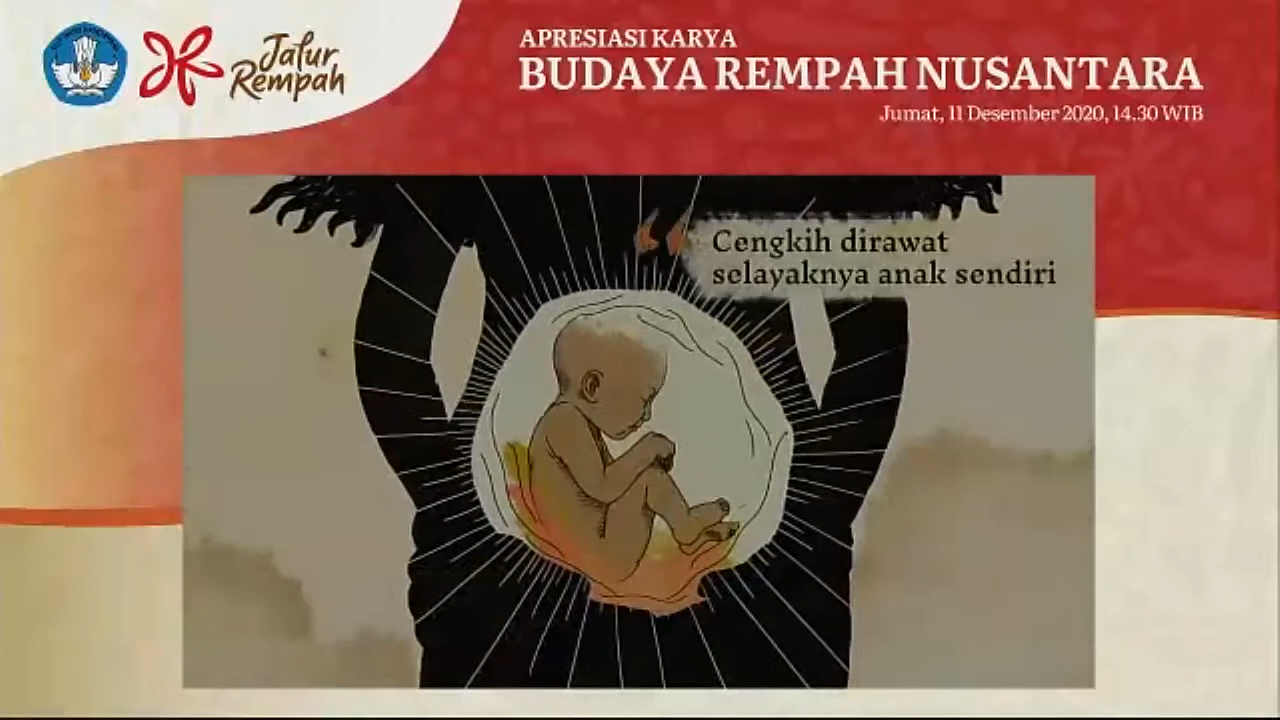 Jalur
Rempah
APRESIASI KARYA
BUDAYA REMPAH NUSANTARA
Jumat, 11 Desember 2020, 14.30 WIB
Cengkih dirawat
selayaknya anak sendiri